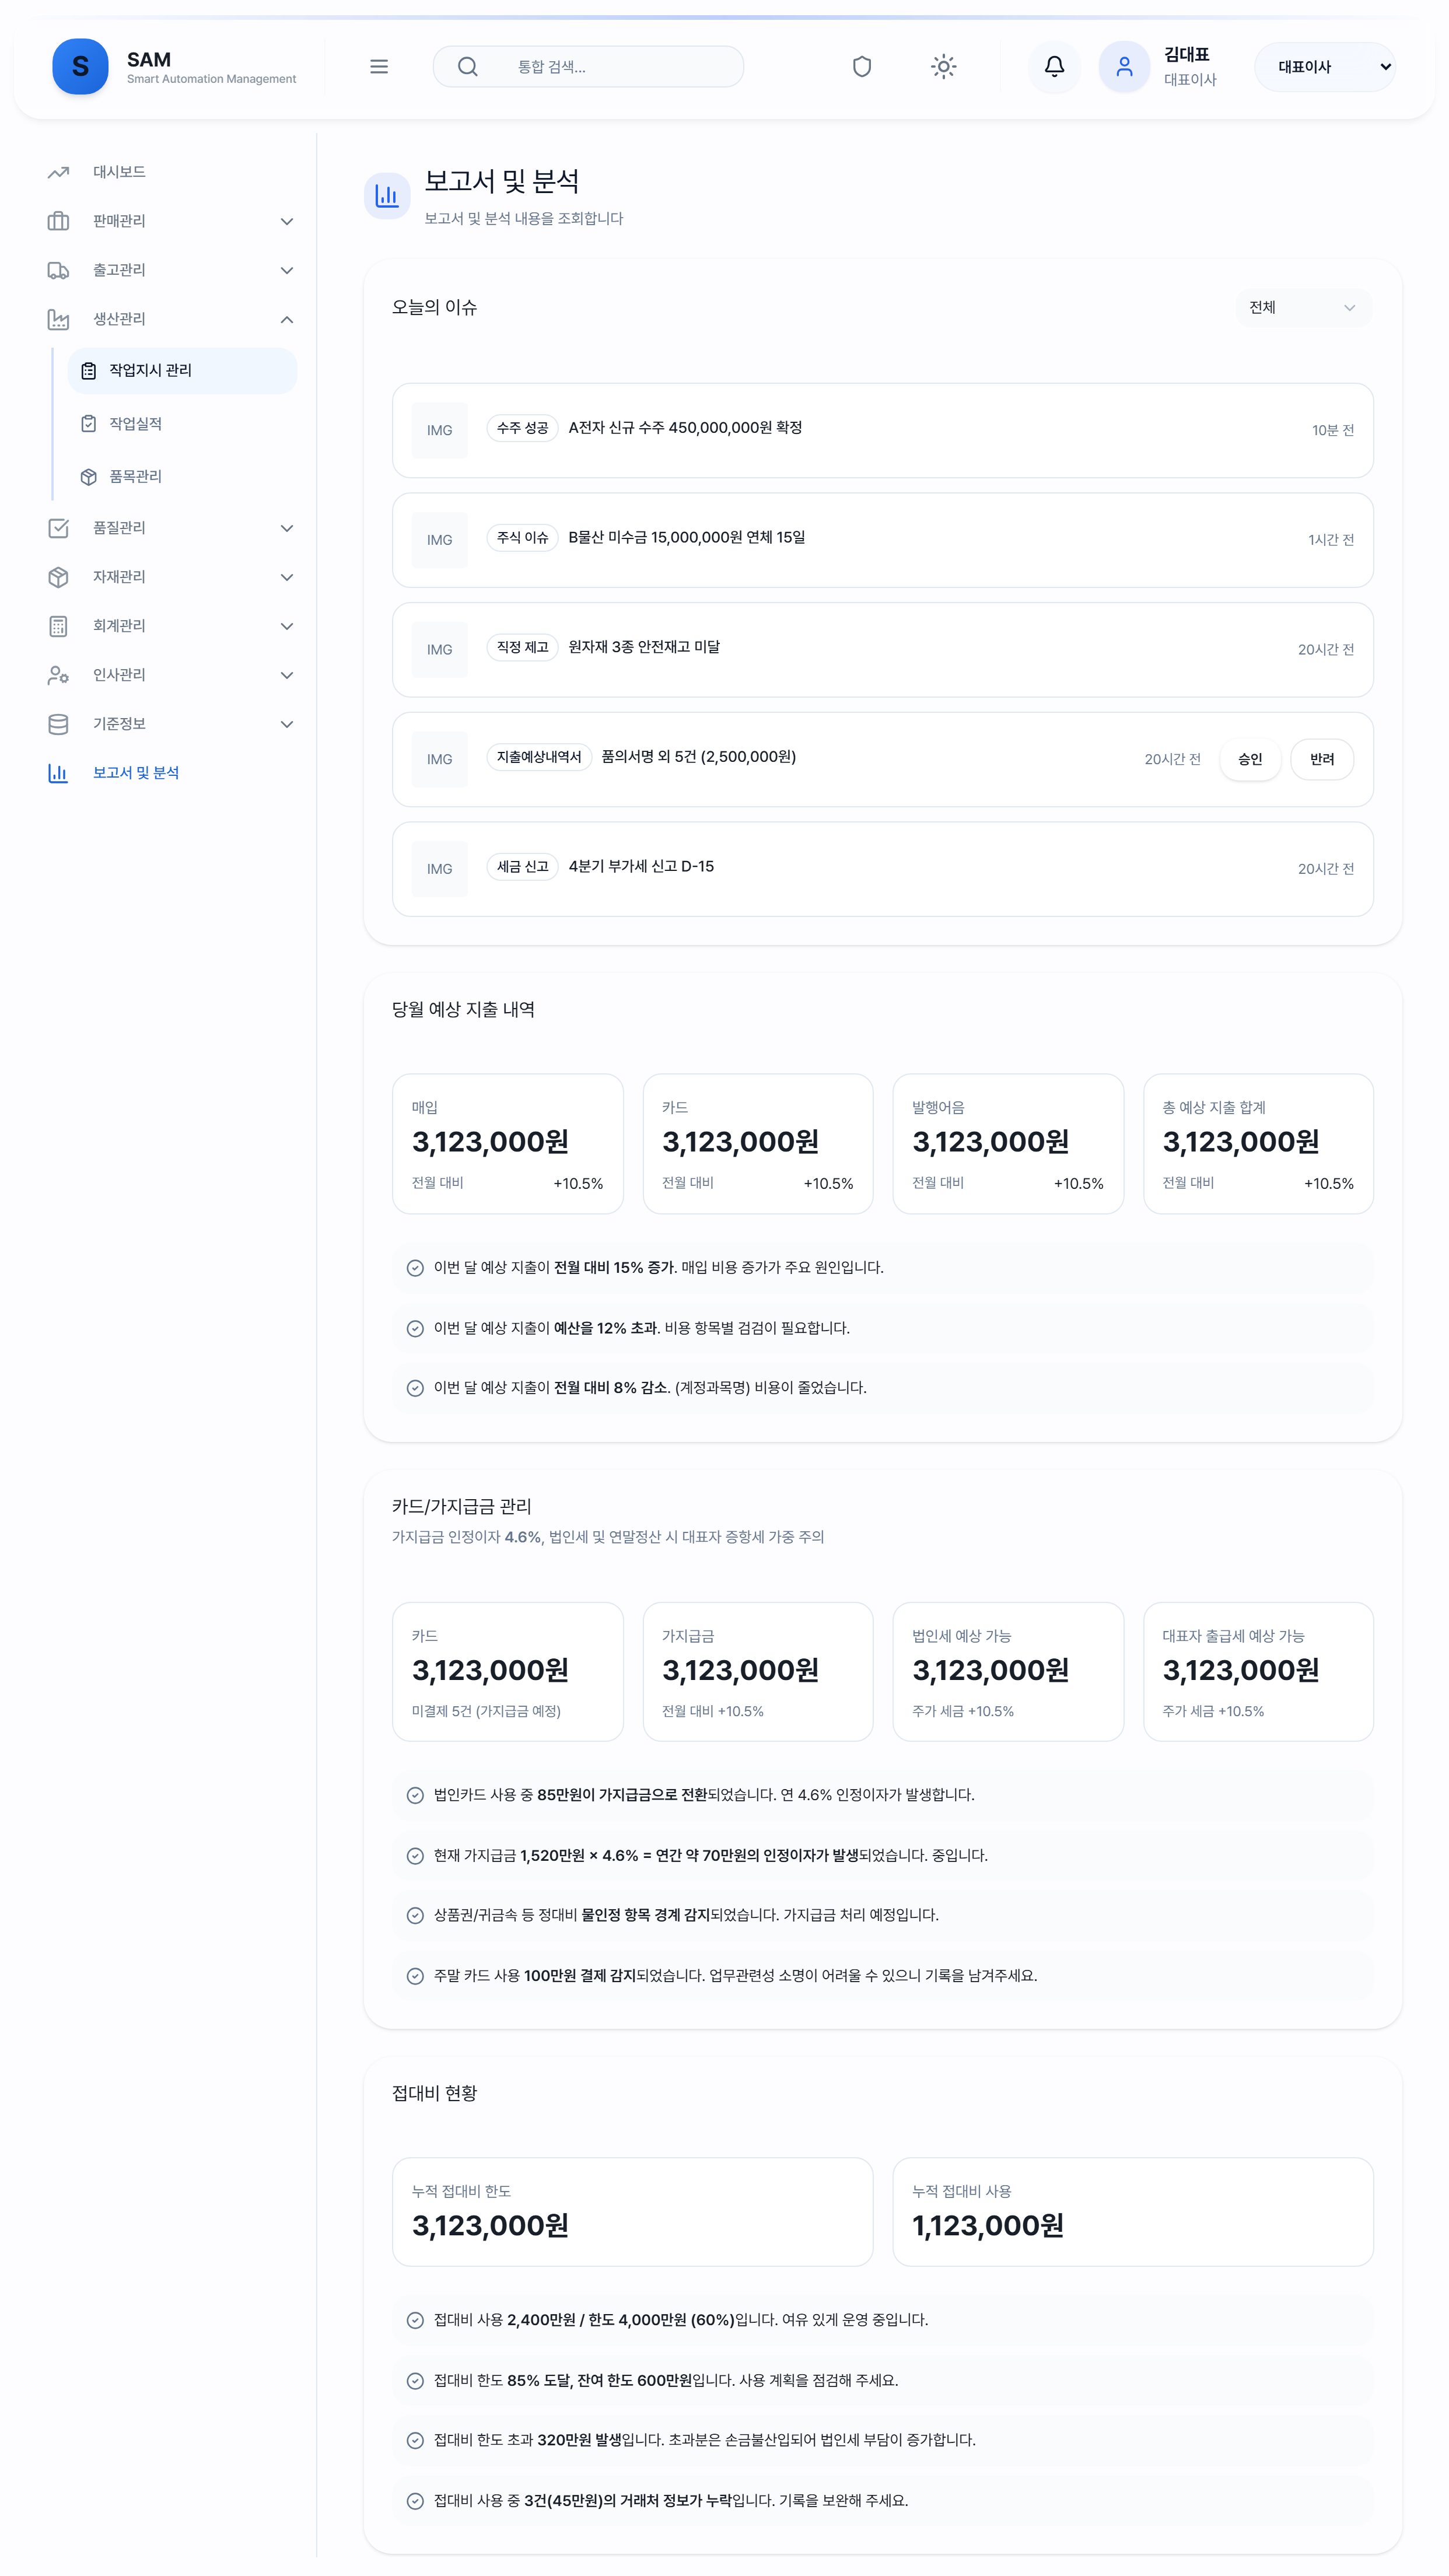 S
SAM
Smart Automation Management
통합 검색...
김대표
대표이사
대표이사
대시보드
판매관리
출고관리
생산관리
작업지시 관리
작업실적
품목관리
품질관리
자재관리
회계관리
인사관리
기준정보
보고서 및 분석
보고서 및 분석
보고서 및 분석 내용을 조회합니다
오늘의 이슈
전체
IMG 수주 성공 A전자 신규 수주 450,000,000원 확정 10분 전
IMG 주식 이슈 B물산 미수금 15,000,000원 연체 15일 1시간 전
IMG 직정 제고 원자재 3종 안전재고 미달 20시간 전
IMG 지출예상내역서 품의서명 외 5건 (2,500,000원) 20시간 전 승인 반려
IMG 세금 신고 4분기 부가세 신고 D-15 20시간 전
당월 예상 지출 내역
매입
3,123,000원
전월 대비 +10.5%
카드
3,123,000원
전월 대비 +10.5%
발행어음
3,123,000원
전월 대비 +10.5%
총 예상 지출 합계
3,123,000원
전월 대비 +10.5%
이번 달 예상 지출이 전월 대비 15% 증가. 매입 비용 증가가 주요 원인입니다.
이번 달 예상 지출이 예산을 12% 초과. 비용 항목별 검검이 필요합니다.
이번 달 예상 지출이 전월 대비 8% 감소. (계정과목명) 비용이 줄었습니다.
카드/가지급금 관리
가지급금 인정이자 4.6%, 법인세 및 연말정산 시 대표자 증항세 가중 주의
카드
3,123,000원
미결제 5건 (가지급금 예정)
가지급금
3,123,000원
전월 대비 +10.5%
법인세 예상 가능
3,123,000원
주가 세금 +10.5%
대표자 출급세 예상 가능
3,123,000원
주가 세금 +10.5%
법인카드 사용 중 85만원이 가지급금으로 전환되었습니다. 연 4.6% 인정이자가 발생합니다.
현재 가지급금 1,520만원 × 4.6% = 연간 약 70만원의 인정이자가 발생되었습니다. 중입니다.
상품권/귀금속 등 정대비 물인정 항목 경계 감지되었습니다. 가지급금 처리 예정입니다.
주말 카드 사용 100만원 결제 감지되었습니다. 업무관련성 소명이 어려울 수 있으니 기록을 남겨주세요.
접대비 현황
누적 접대비 한도
3,123,000원
누적 접대비 사용
1,123,000원
접대비 사용 2,400만원 / 한도 4,000만원 (60%)입니다. 여유 있게 운영 중입니다.
접대비 한도 85% 도달, 잔여 한도 600만원입니다. 사용 계획을 점검해 주세요.
접대비 한도 초과 320만원 발생입니다. 초과분은 손금불산입되어 법인세 부담이 증가합니다.
접대비 사용 중 3건(45만원)의 거래처 정보가 누락입니다. 기록을 보완해 주세요.